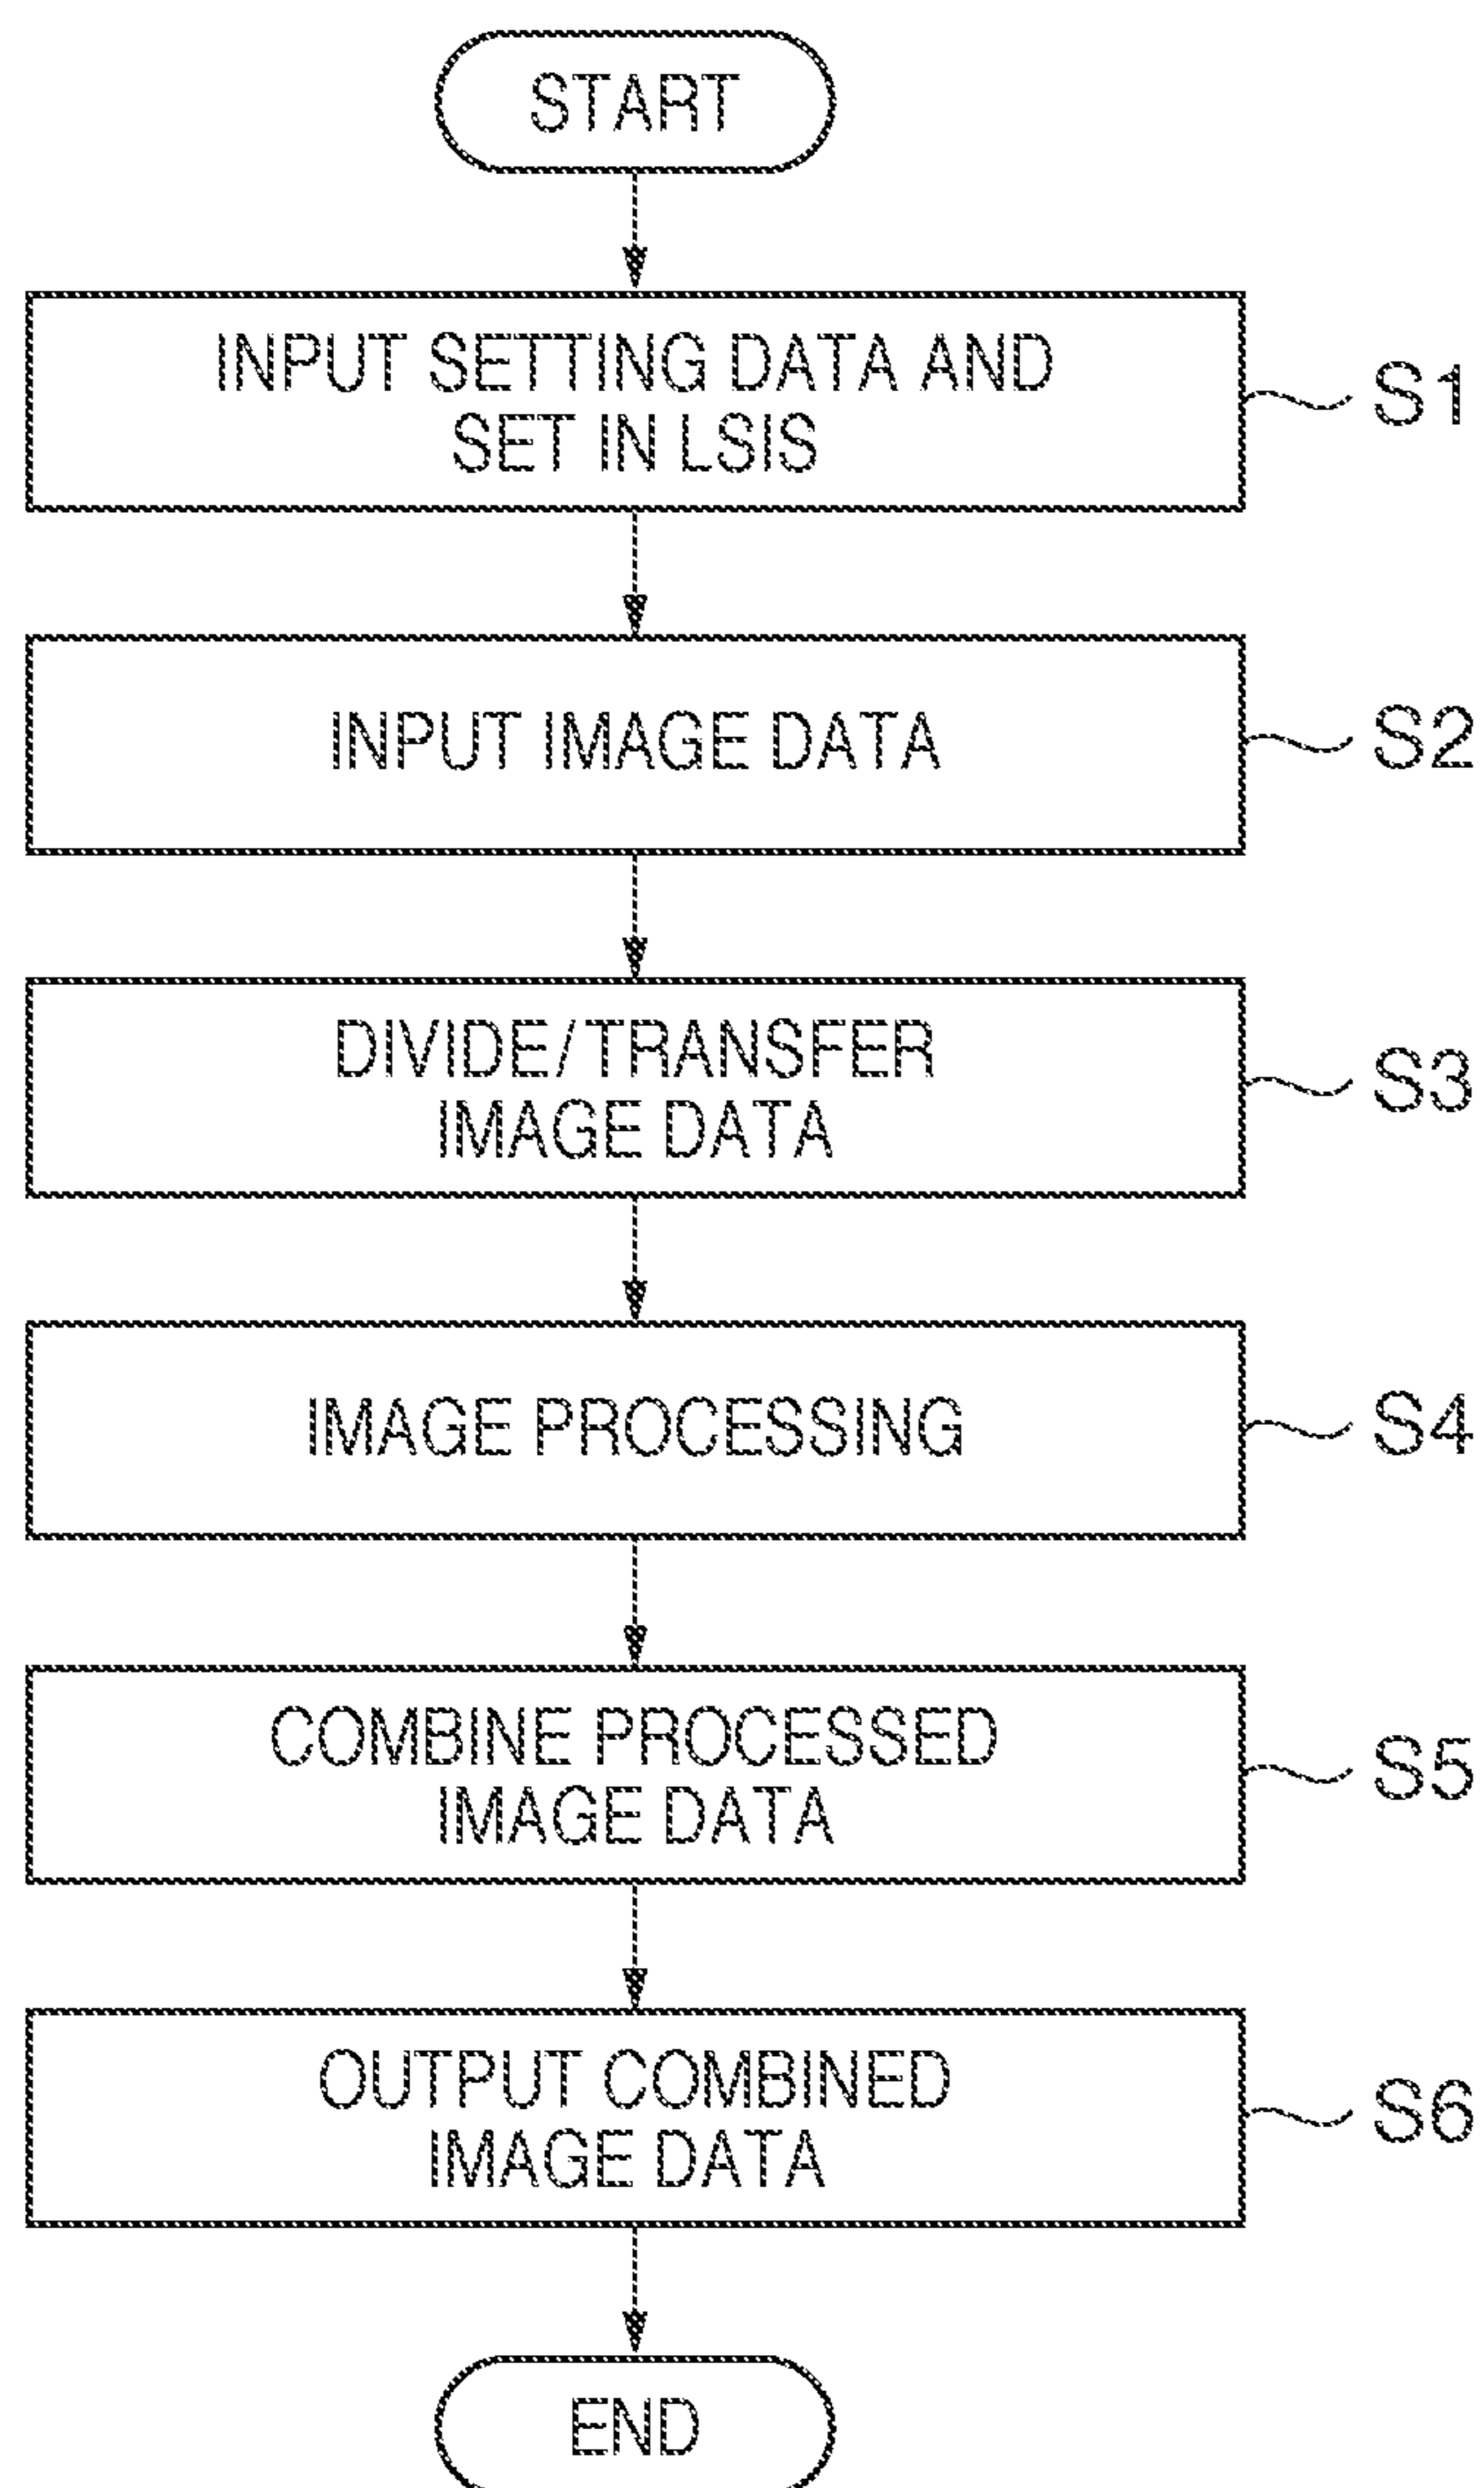 START
INPUT SETTING DATA AND
SET IN LSIS
S1
INPUT IMAGE DATA
S2
DIVIDE/TRANSFER
IMAGE DATA
S3
IMAGE PROCESSING
S4
COMBINE PROCESSED
IMAGE DATA
S5
OUTPUT COMBINED
IMAGE DATA
S6
END